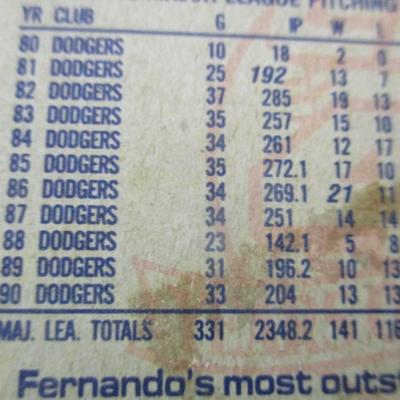 LEAGUE PITCHING
YR CLUB G IP W L
80 DODGERS 10 18 2 0
81 DODGERS 25 192 13 7
82 DODGERS 37 285 19 13
83 DODGERS 35 257 15 10
84 DODGERS 34 261 12 17
85 DODGERS 35 272.1 17 10
86 DODGERS 34 269.1 21 11
87 DODGERS 34 251 14 14
88 DODGERS 23 142.1 5 8
89 DODGERS 31 196.2 10 13
90 DODGERS 33 204 13 13
MAJ. LEA. TOTALS 331 2348.2 141 116
Fernando's most outs